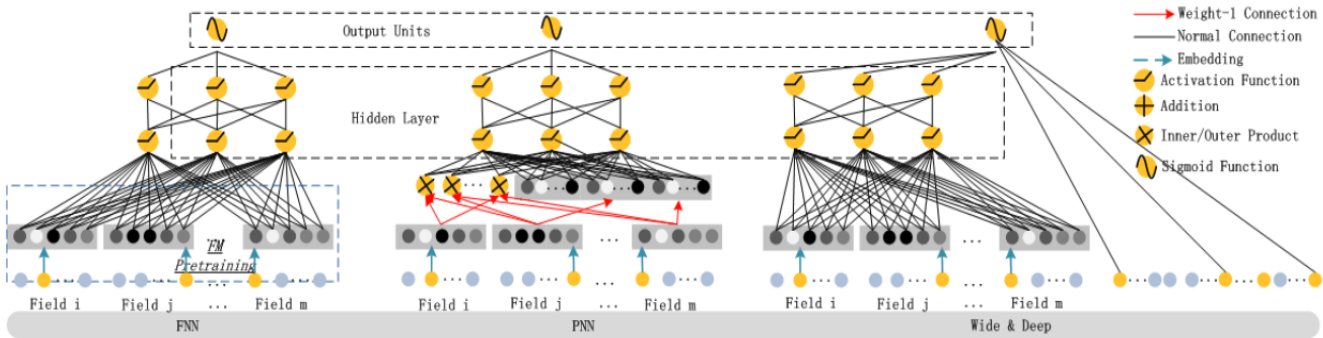 Output Units
Hidden Layer
Weight-1 Connection
Normal Connection
Embedding
Activation Function
Addition
Inner/Outer Product
Sigmoid Function
FM
Pretraining
Field i Field j ... Field m
Field i Field j ... Field m
Field i Field j ... Field m
FNN PNN Wide & Deep